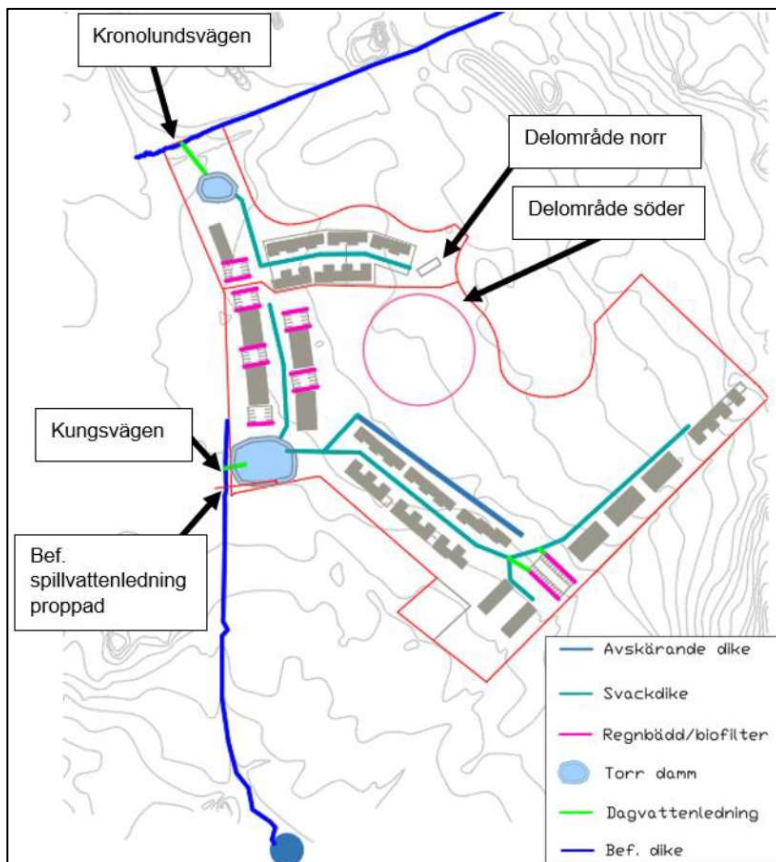 Kronolundsvägen
Delområde norr
Delområde söder
Kungsvägen
Bef.
spillvattenledning
proppad
Avskärande dike
Svackdike
Regnbädd/biofilter
Torr damm
Dagvattenledning
Bef. dike